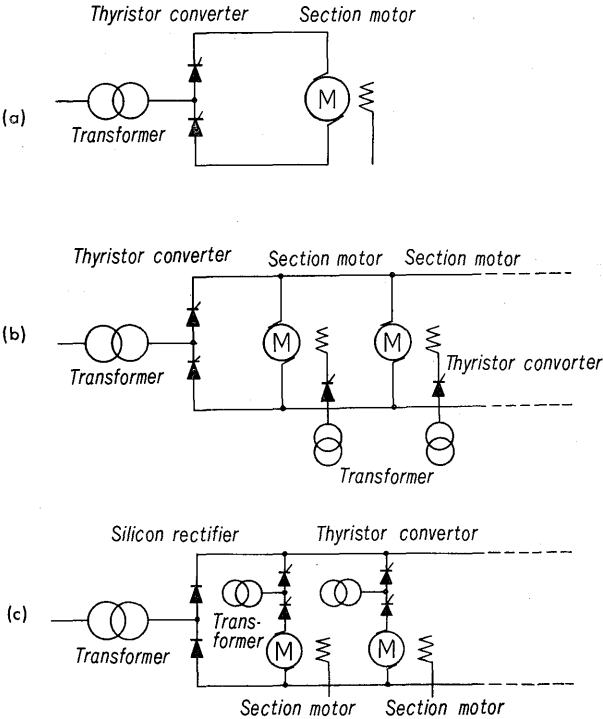 Thyristor converter Section motor
M
(a)
Transformer
Thyristor converter Section motor Section motor
(b)
M M
Thyristor convorter
Transformer
Transformer
Silicon rectifier Thyristor convertor
(c)
Trans-
former
M M
Transformer
Section motor Section motor